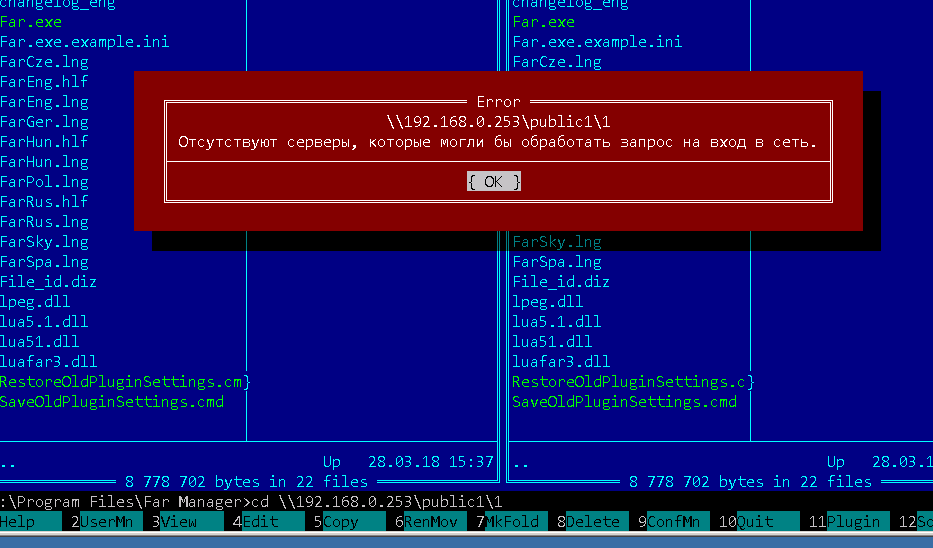 changelog_eng changelog_eng
Far.exe Far.exe
Far.exe.example.ini Far.exe.example.ini
FarCze.lng FarCze.lng
FarEng.hlf
FarEng.lng Error
FarGer.lng \\192.168.0.253\public1\1
FarHun.hlf Отсутствуют серверы, которые могли бы обработать запрос на вход в сеть.
FarHun.lng
FarPol.lng { OK }
FarRus.hlf
FarRus.lng
FarSky.lng FarSky.lng
FarSpa.lng FarSpa.lng
File_id.diz File_id.diz
lpeg.dll lpeg.dll
lua5.1.dll lua5.1.dll
lua51.dll lua51.dll
luafar3.dll luafar3.dll
RestoreOldPluginSettings.cm} RestoreOldPluginSettings.c}
SaveOldPluginSettings.cmd SaveOldPluginSettings.cmd
.. Up 28.03.18 15:37 .. Up 28.03.1
8 778 702 bytes in 22 files 8 778 702 bytes in 22 files
:\Program Files\Far Manager>cd \\192.168.0.253\public1\1
Help 2UserMn 3View 4Edit 5Copy 6RenMov 7MkFold 8Delete 9ConfMn 10Quit 11Plugin 12Sc